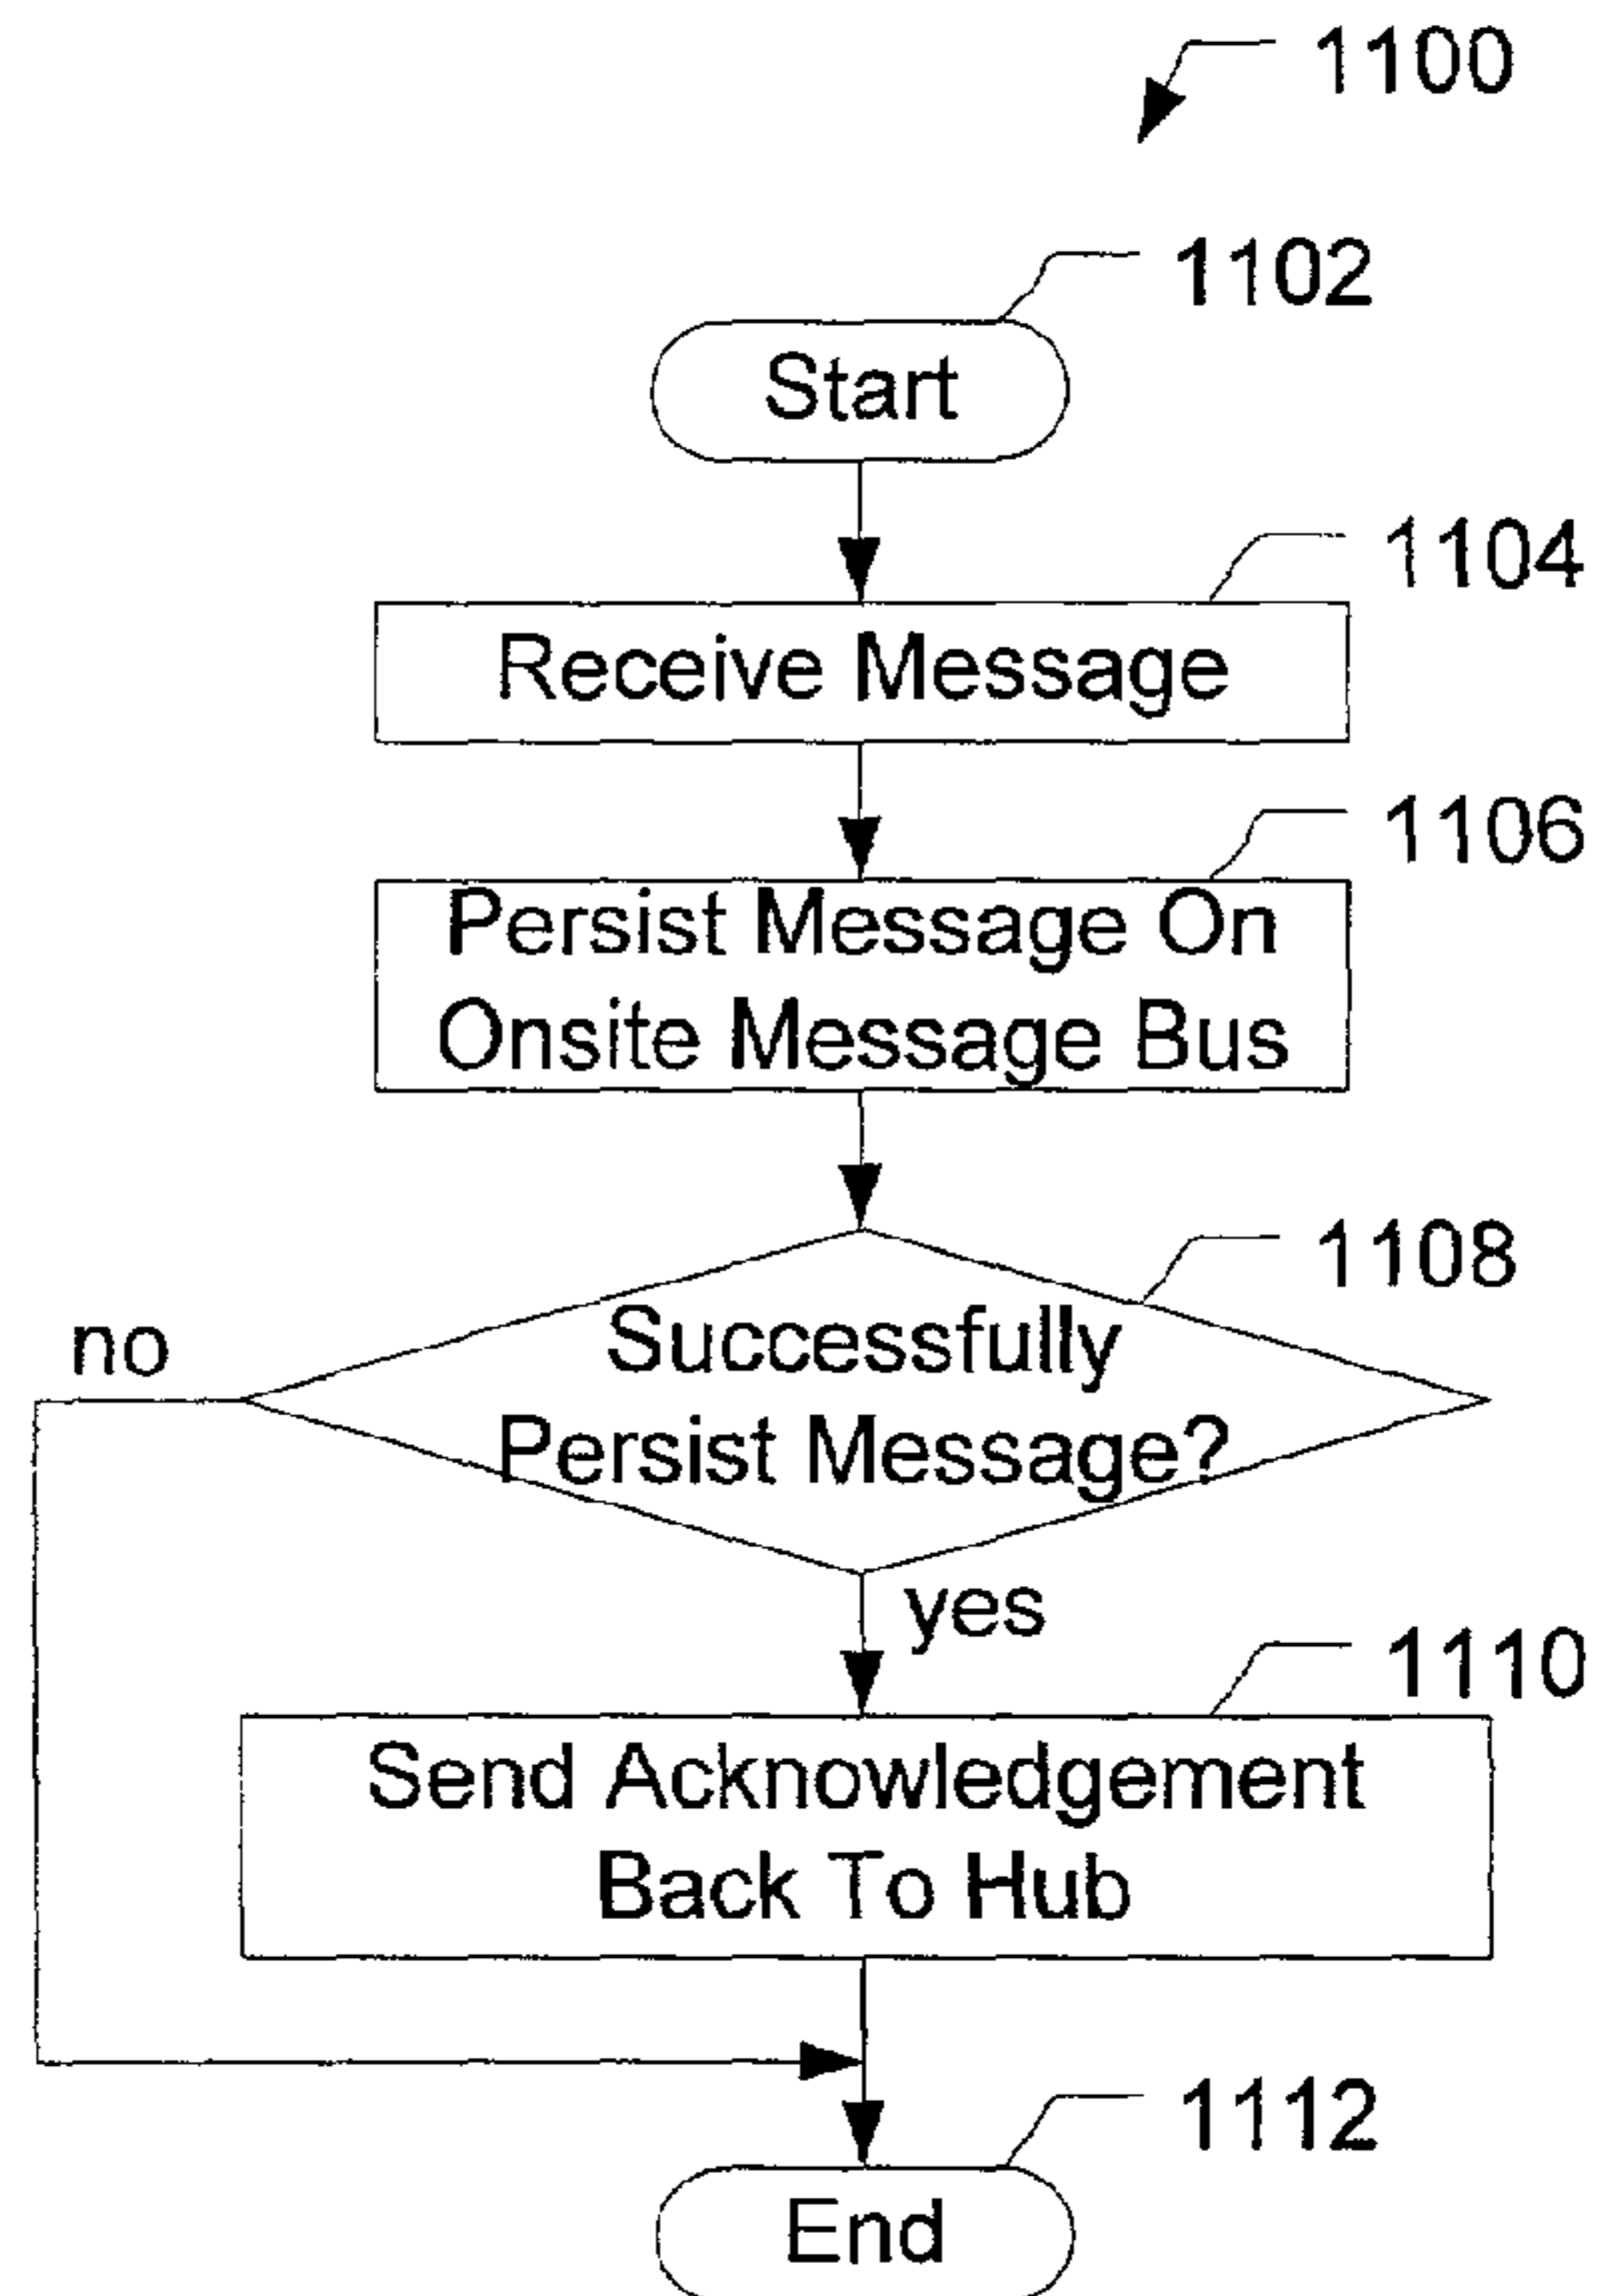 1100
1102
Start
1104
Receive Message
1106
Persist Message On
Onsite Message Bus
1108
no
Successfully
Persist Message?
yes
1110
Send Acknowledgement
Back To Hub
1112
End